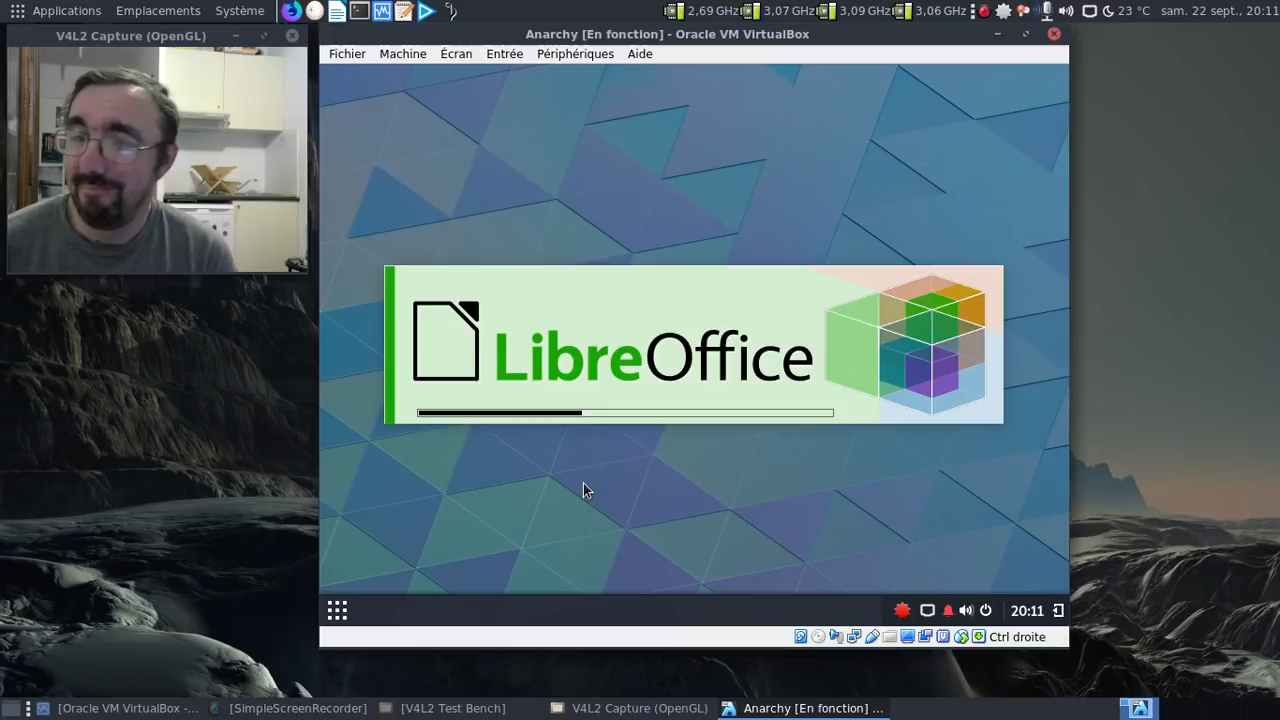 Applications Emplacements Système 2,69 GHz 3,07 GHz 3,09 GHz 3,06 GHz 23 °C sam. 22 sept., 20:11
V4L2 Capture (OpenGL)
Anarchy [En fonction] - Oracle VM VirtualBox
Fichier Machine Écran Entrée Périphériques Aide
LibreOffice
20:11
Ctrl droite
[Oracle VM VirtualBox -... [SimpleScreenRecorder] [V4L2 Test Bench] V4L2 Capture (OpenGL) Anarchy [En fonction] ...